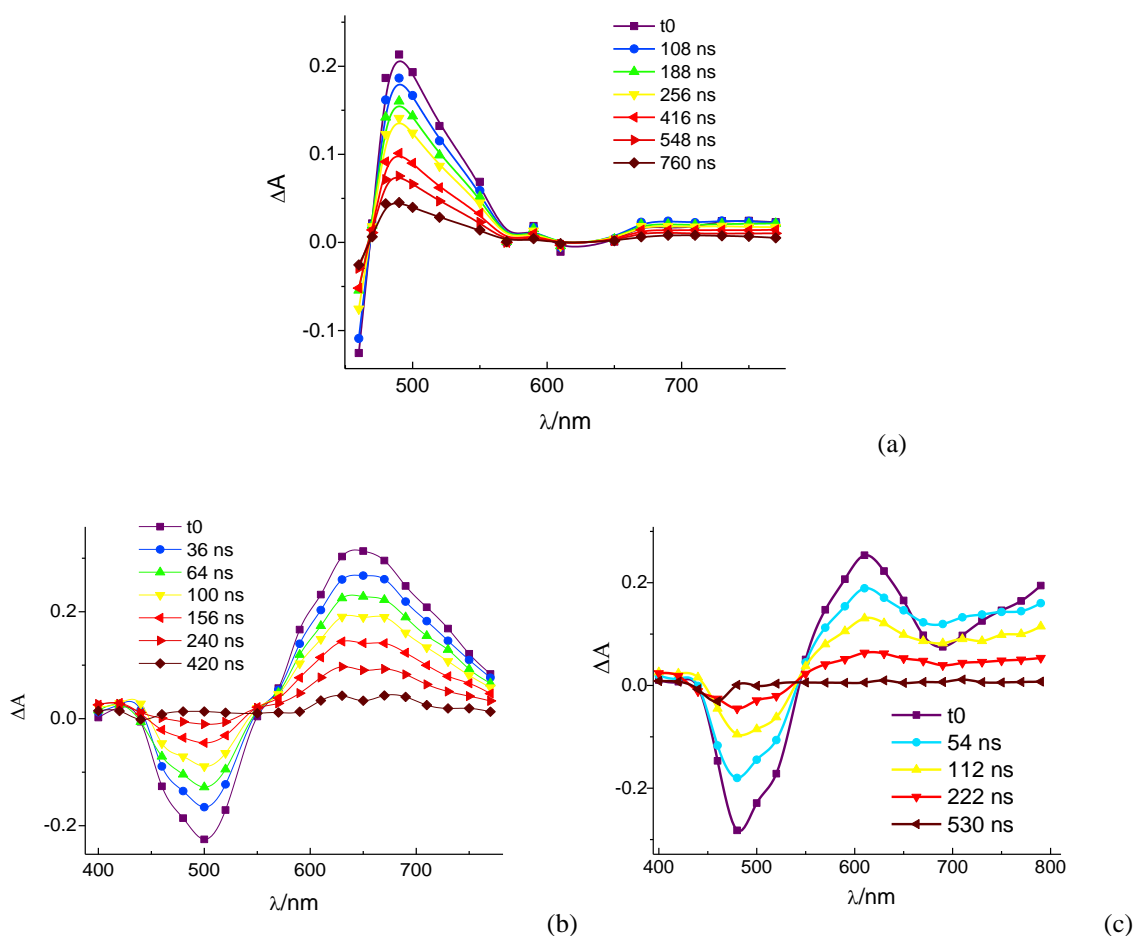 t0
108 ns
188 ns
256 ns
416 ns
548 ns
760 ns
0.2
0.1
0.0
-0.1
ΔA
500 600 700
λ/nm
(a)
t0
36 ns
64 ns
100 ns
156 ns
240 ns
420 ns
0.2
0.0
-0.2
ΔA
400 500 600 700
λ/nm
(b)
0.2
0.0
-0.2
ΔA
t0
54 ns
112 ns
222 ns
530 ns
400 500 600 700 800
λ/nm
(c)